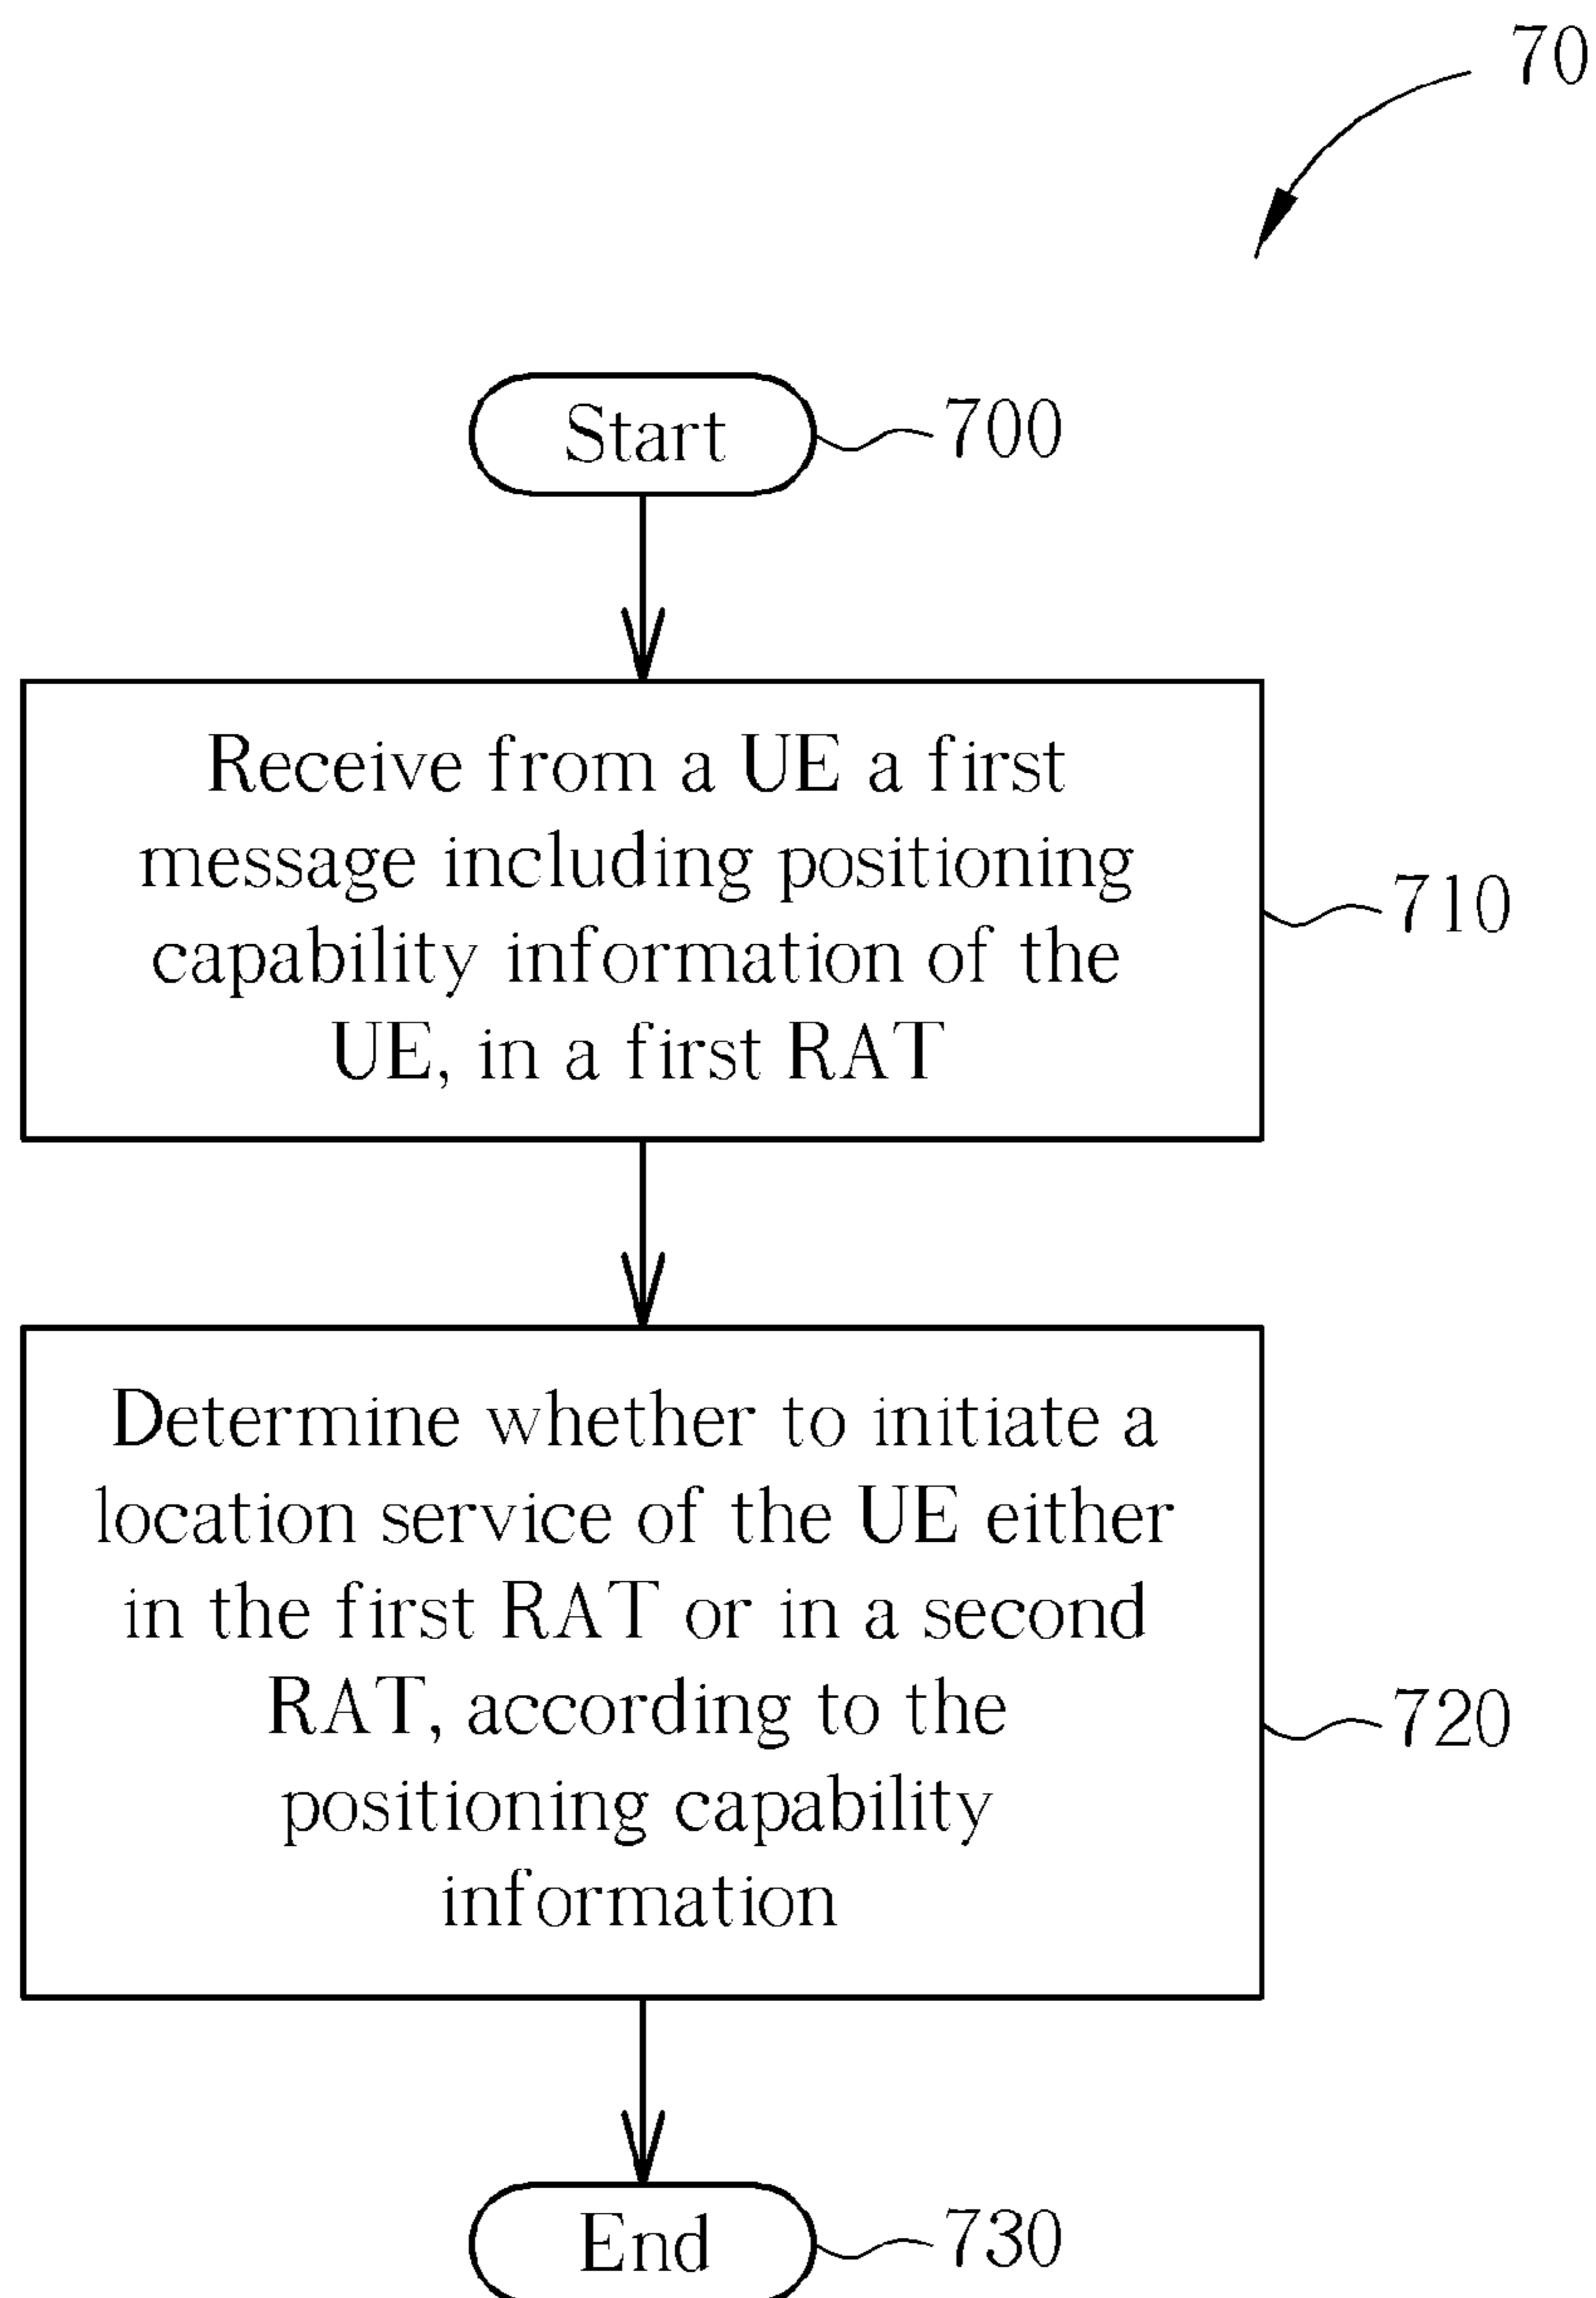 70
Start
700
Receive from a UE a first
message including positioning
capability information of the
UE, in a first RAT
710
Determine whether to initiate a
location service of the UE either
in the first RAT or in a second
RAT, according to the
positioning capability
information
720
End
730